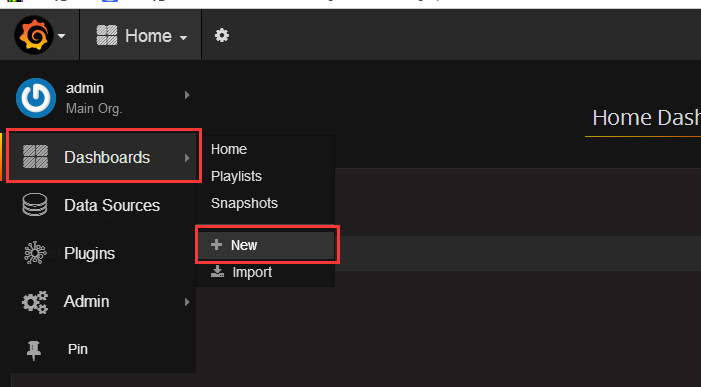 Home
admin
Main Org.
Home Dash
Dashboards
Home
Playlists
Snapshots
Data Sources
New
Plugins
Import
Admin
Pin